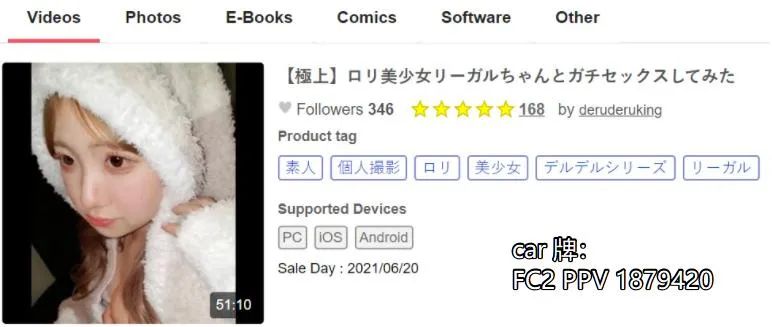 Videos Photos E-Books Comics Software Other
【極上】ロリ美少女リーガルちゃんとガチセックスしてみた
Followers 346 168 by deruderuking
Product tag
素人 個人撮影 ロリ 美少女 デルデルシリーズ リーガル
Supported Devices
PC iOS Android
Sale Day : 2021/06/20
51:10
car 牌:
FC2 PPV 1879420